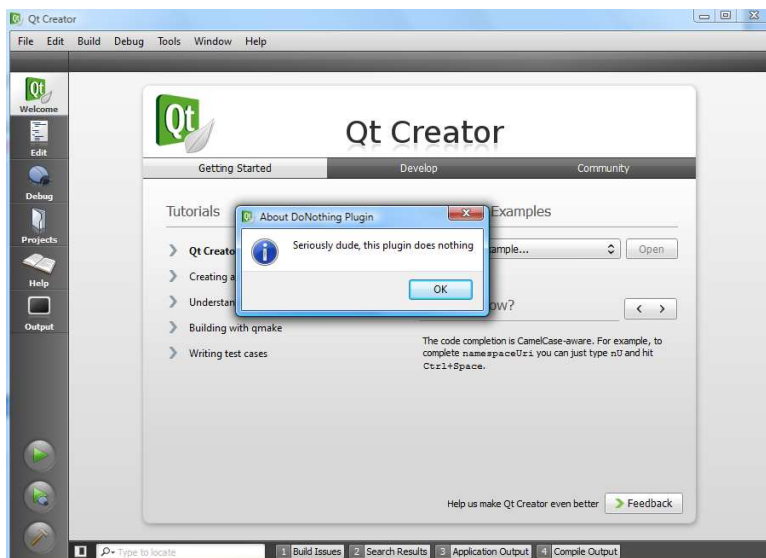 Qt Creator
File Edit Build Debug Tools Window Help
Qt
Welcome
Edit
Debug
Projects
Help
Output
Qt
Qt Creator
Getting Started Develop Community
Tutorials
Examples
Qt Creato
ample... Open
Creating a
Understan
ow?
Building with qmake
Writing test cases
The code completion is CamelCase-aware. For example, to
complete namespaceUri you can just type nU and hit
Ctrl+Space.
About DoNothing Plugin
Seriously dude, this plugin does nothing
OK
Help us make Qt Creator even better Feedback
Type to locate 1 Build Issues 2 Search Results 3 Application Output 4 Compile Output